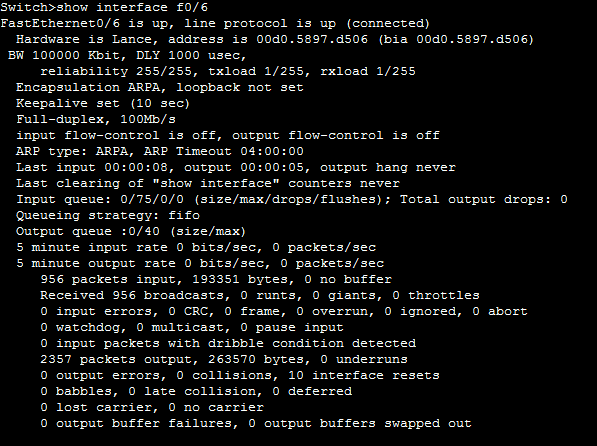 Switch>show interface f0/6
FastEthernet0/6 is up, line protocol is up (connected)
Hardware is Lance, address is 00d0.5897.d506 (bia 00d0.5897.d506)
BW 100000 Kbit, DLY 1000 usec,
reliability 255/255, txload 1/255, rxload 1/255
Encapsulation ARPA, loopback not set
Keepalive set (10 sec)
Full-duplex, 100Mb/s
input flow-control is off, output flow-control is off
ARP type: ARPA, ARP Timeout 04:00:00
Last input 00:00:08, output 00:00:05, output hang never
Last clearing of "show interface" counters never
Input queue: 0/75/0/0 (size/max/drops/flushes); Total output drops: 0
Queueing strategy: fifo
Output queue :0/40 (size/max)
5 minute input rate 0 bits/sec, 0 packets/sec
5 minute output rate 0 bits/sec, 0 packets/sec
956 packets input, 193351 bytes, 0 no buffer
Received 956 broadcasts, 0 runts, 0 giants, 0 throttles
0 input errors, 0 CRC, 0 frame, 0 overrun, 0 ignored, 0 abort
0 watchdog, 0 multicast, 0 pause input
0 input packets with dribble condition detected
2357 packets output, 263570 bytes, 0 underruns
0 output errors, 0 collisions, 10 interface resets
0 babbles, 0 late collision, 0 deferred
0 lost carrier, 0 no carrier
0 output buffer failures, 0 output buffers swapped out